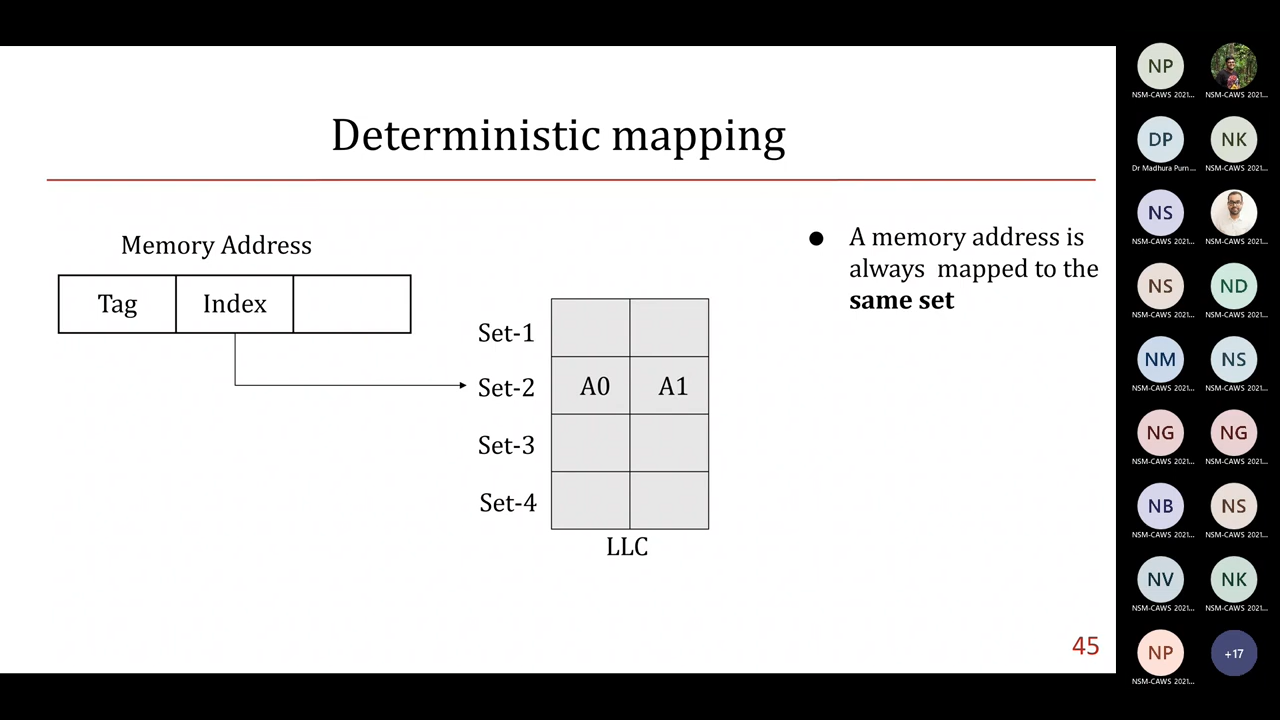 Deterministic mapping
Memory Address
Tag
Index
Set-1
Set-2
A0
A1
Set-3
Set-4
LLC
● A memory address is
always mapped to the
same set
45
NP
NSM-CAWS 2021...
NSM-CAWS 2021...
DP
Dr Madhura Purn...
NK
NSM-CAWS 2021...
NS
NSM-CAWS 2021...
NSM-CAWS 2021...
NS
NSM-CAWS 2021...
ND
NSM-CAWS 2021...
NM
NSM-CAWS 2021...
NS
NSM-CAWS 2021...
NG
NSM-CAWS 2021...
NG
NSM-CAWS 2021...
NB
NSM-CAWS 2021...
NS
NSM-CAWS 2021...
NV
NSM-CAWS 2021...
NK
NSM-CAWS 2021...
NP
NSM-CAWS 2021...
+17